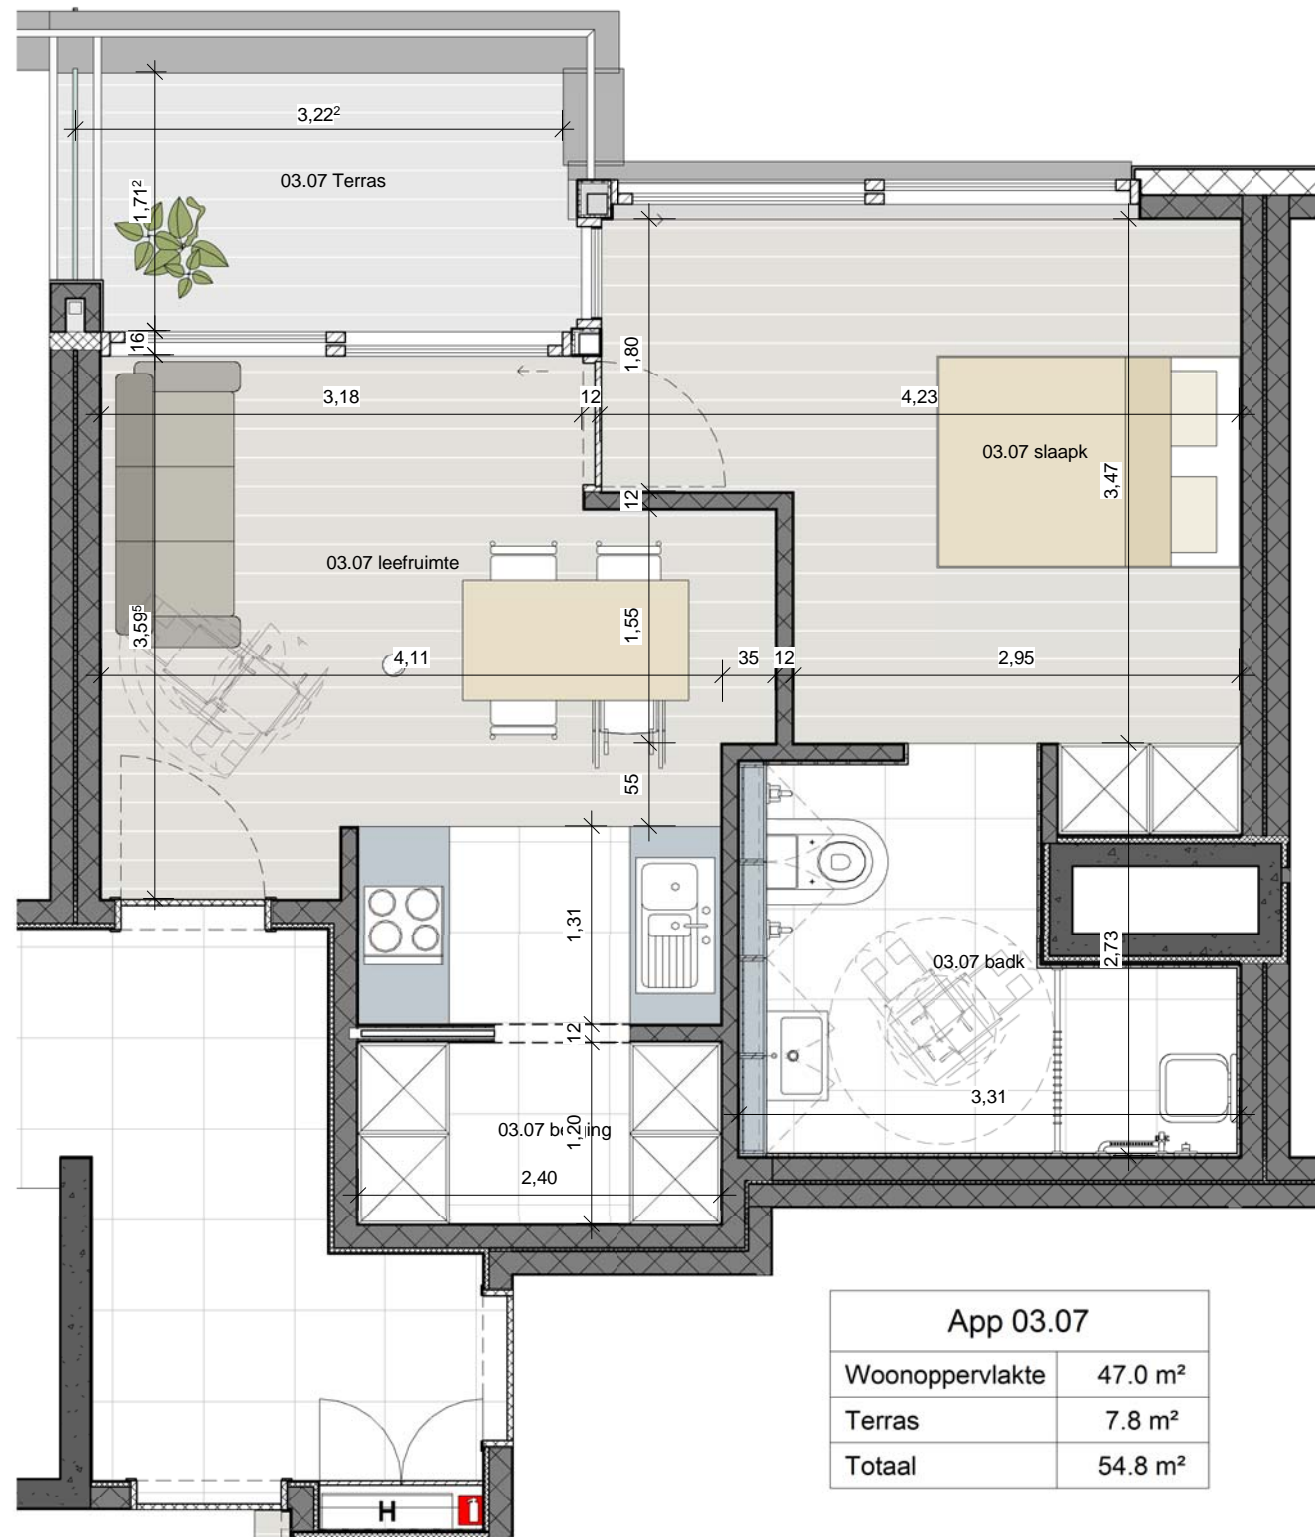 3,22²
03.07 Terras
1,71²
16
1,80
3,18
12
4,23
03.07 slaapk
3,47
12
03.07 leefruimte
3,59⁵
1,55
4,11
35
12
2,95
55
1,31
03.07 badk
2,73
12
3,31
1,20
2,40
H
App 03.07
Woonoppervlakte 47.0 m²
Terras 7.8 m²
Totaal 54.8 m²